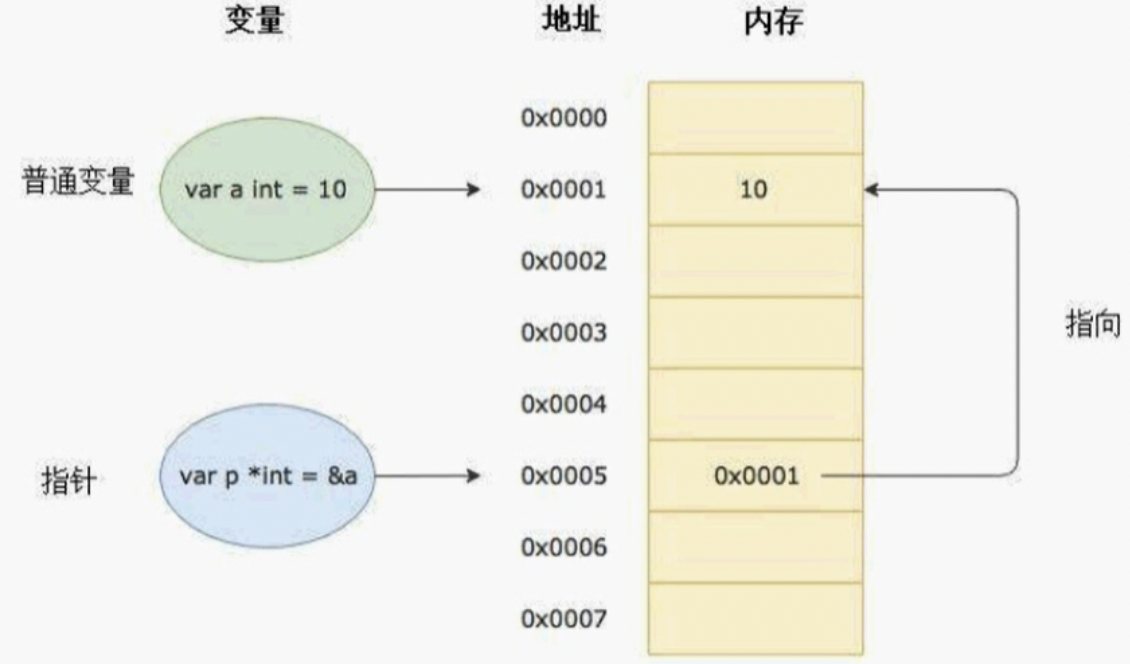 变量 地址 内存
0x0000
普通变量 var a int = 10 0x0001 10
0x0002
0x0003 指向
0x0004
指针 var p *int = &a 0x0005 0x0001
0x0006
0x0007